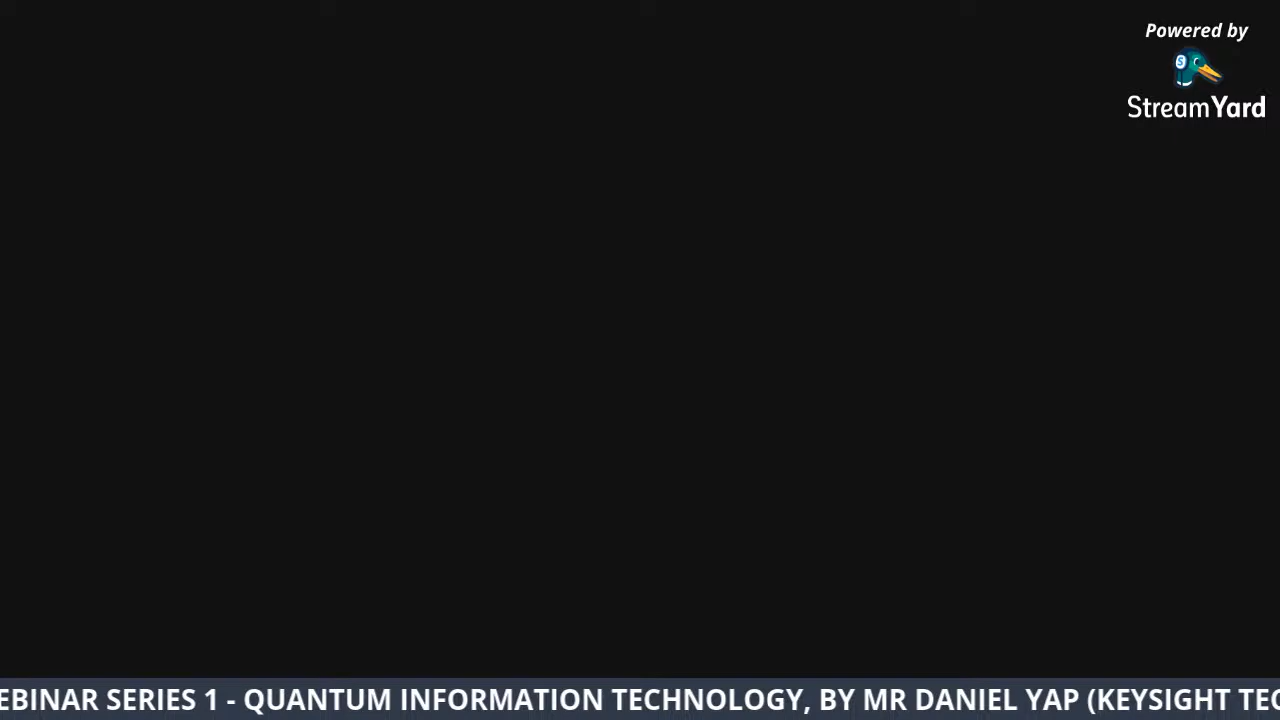 Powered by
StreamYard
EBINAR SERIES 1 - QUANTUM INFORMATION TECHNOLOGY, BY MR DANIEL YAP (KEYSIGHT TEC